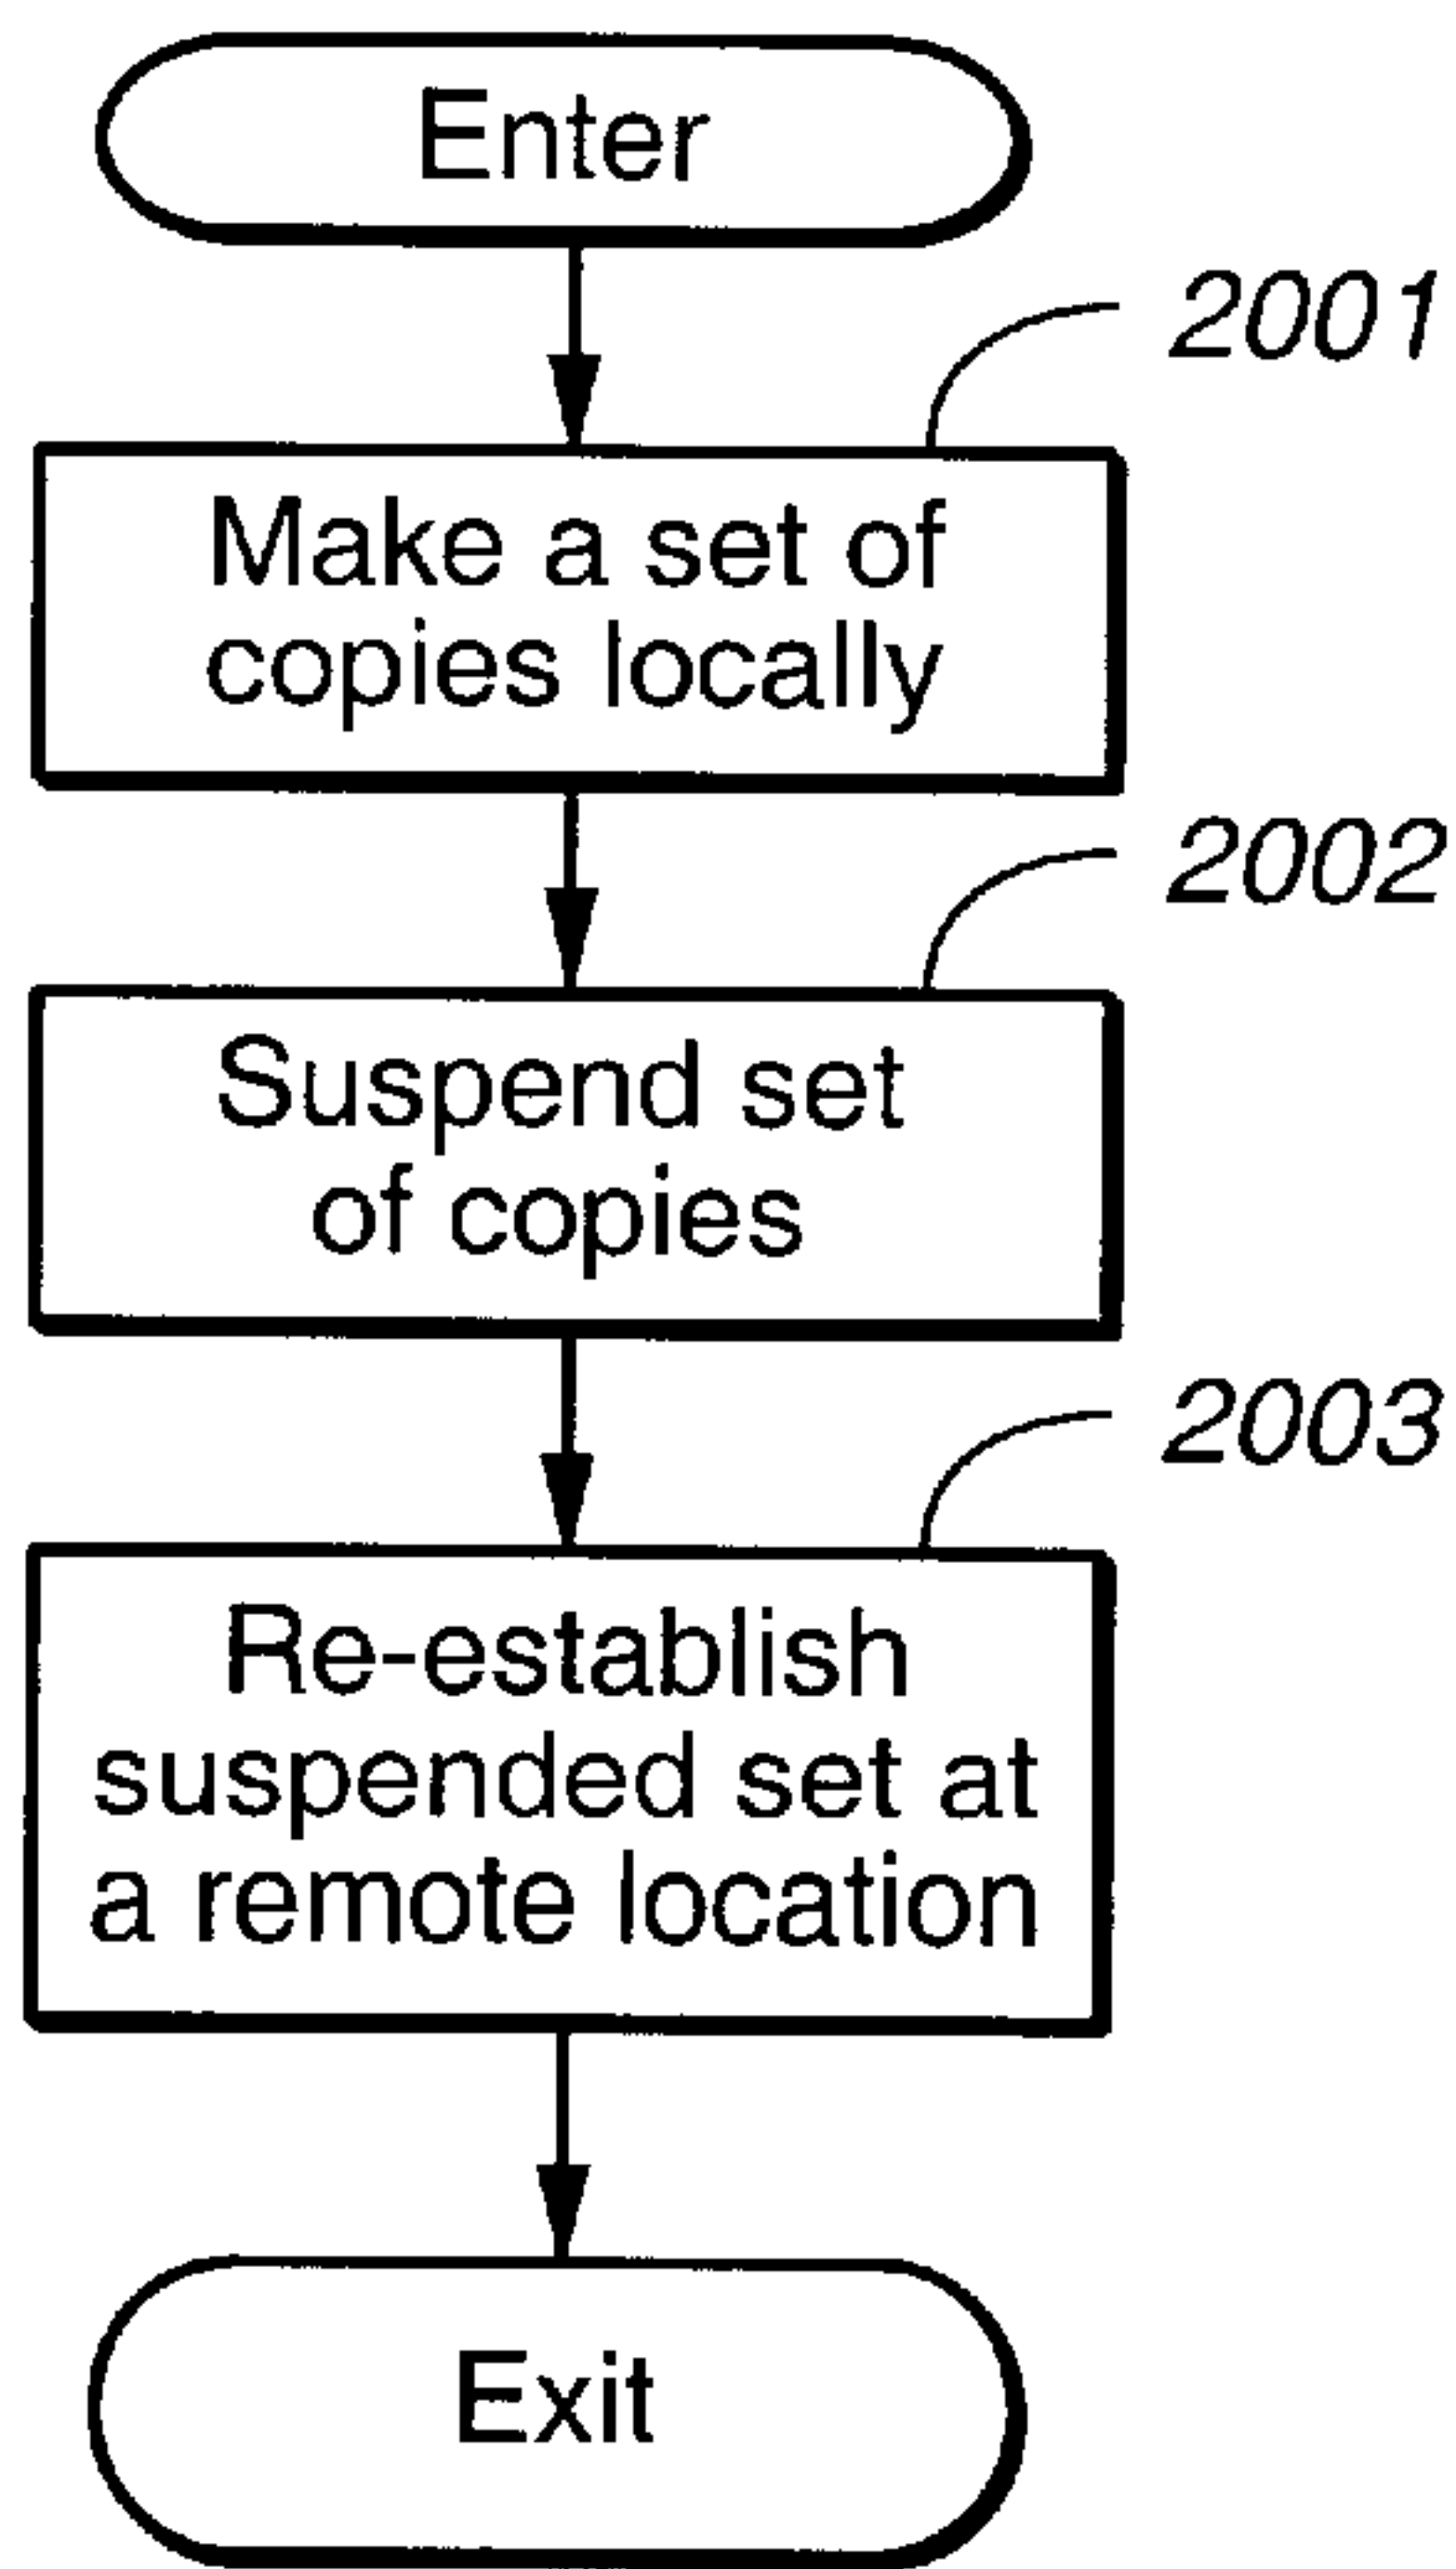 Enter
2001
Make a set of
copies locally
2002
Suspend set
of copies
2003
Re-establish
suspended set at
a remote location
Exit